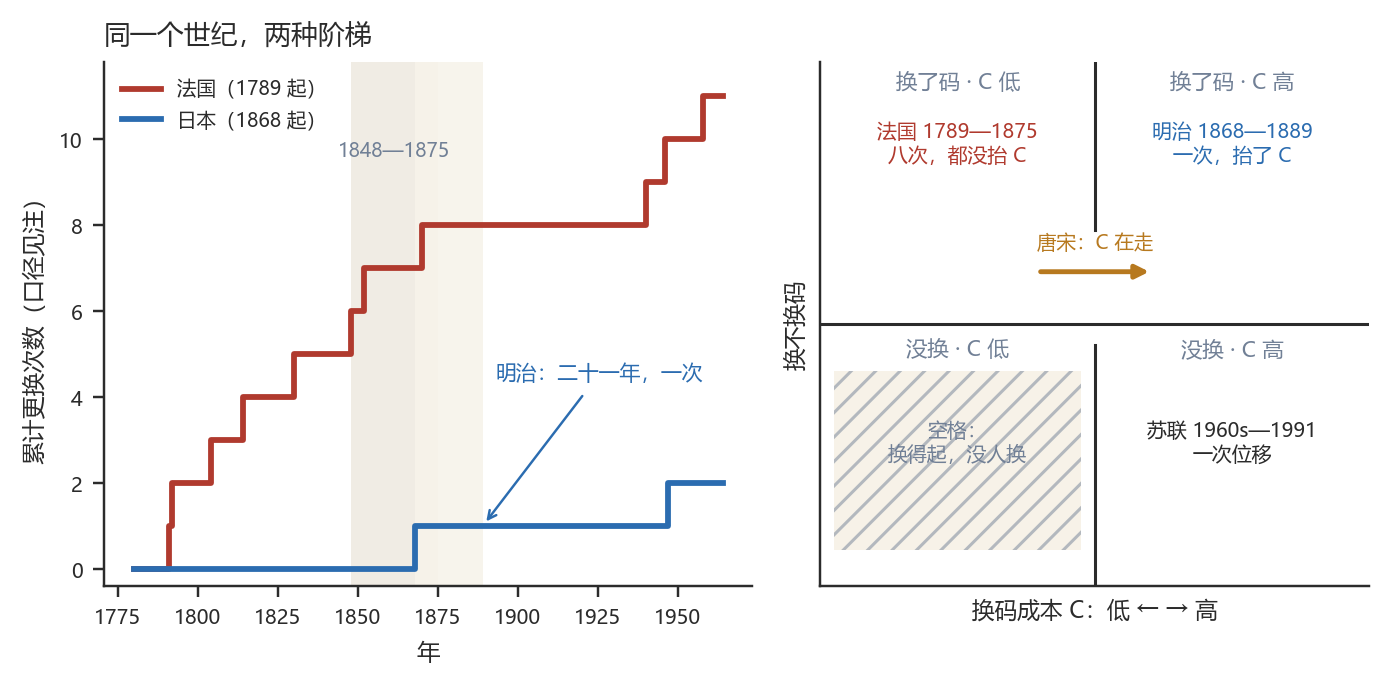 同一个世纪，两种阶梯
法国（1789 起）
日本（1868 起）
1848—1875
明治：二十一年，一次
累计更换次数（口径见注）
10
8
6
4
2
0
1775
1800
1825
1850
1875
1900
1925
1950
年
换了码 · C 低
换了码 · C 高
法国 1789—1875
八次，都没抬 C
明治 1868—1889
一次，抬了 C
唐宋：C 在走
换不换码
没换 · C 低
没换 · C 高
空格：
换得起，没人换
苏联 1960s—1991
一次位移
换码成本 C：低 ← → 高